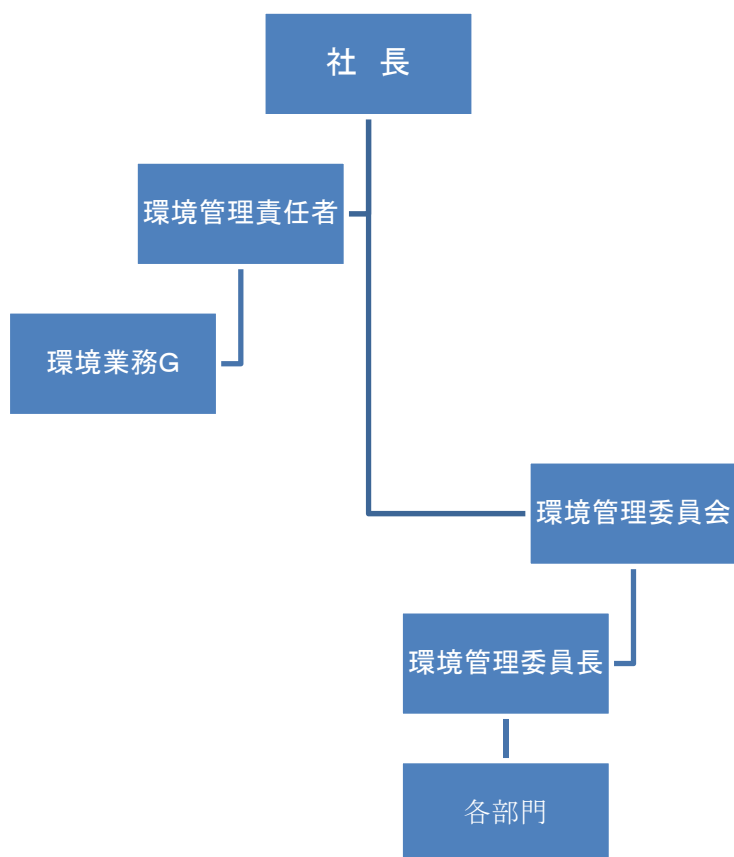 社　長
環境管理責任者
環境業務G
環境管理委員会
環境管理委員長
各部門